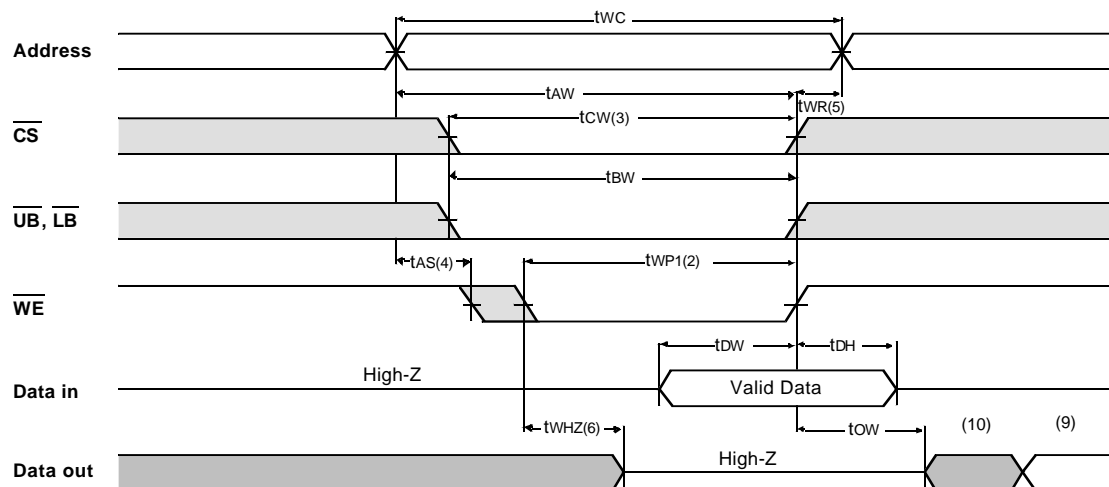 tWC
Address
tAW
tWR(5)
CS
tCW(3)
tBW
UB, LB
tAS(4)
tWP1(2)
WE
tDW
tDH
High-Z
Data in
Valid Data
tWHZ(6)
tOW
(10)
(9)
High-Z
Data out